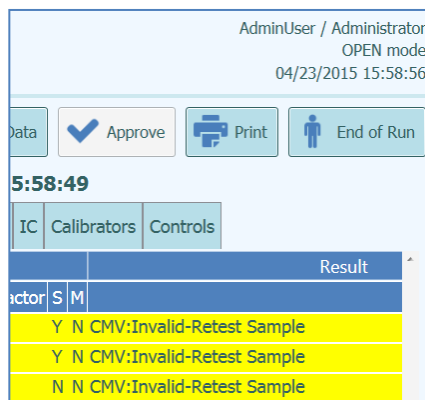 AdminUser / Administrator
OPEN mode
04/23/2015 15:58:56
Data Approve Print End of Run
5:58:49
IC Calibrators Controls
Result
actor S M
Y N CMV:Invalid-Retest Sample
Y N CMV:Invalid-Retest Sample
N N CMV:Invalid-Retest Sample